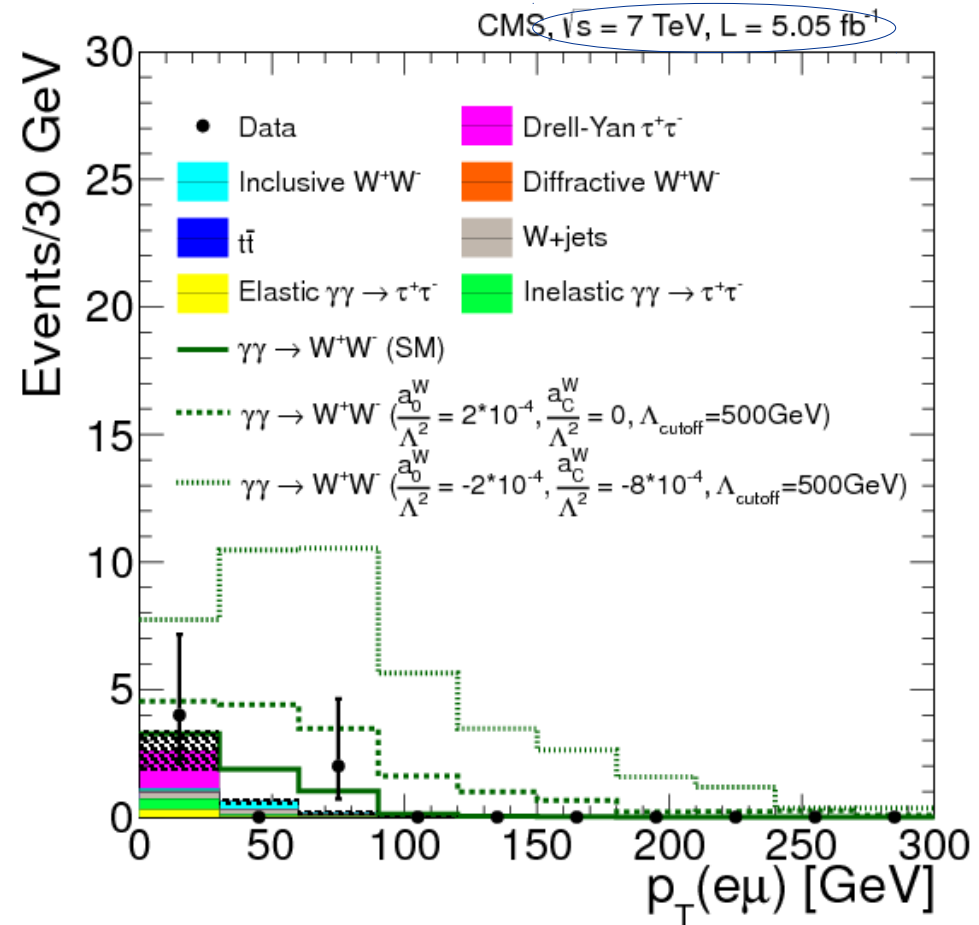 CMS, √s = 7 TeV, L = 5.05 fb⁻¹
Events/30 GeV
30
25
20
15
10
5
0
Data
Drell-Yan τ⁺τ⁻
Inclusive W⁺W⁻
Diffractive W⁺W⁻
tt̄
W+jets
Elastic γγ → τ⁺τ⁻
Inelastic γγ → τ⁺τ⁻
γγ → W⁺W⁻ (SM)
γγ → W⁺W⁻ (a₀ᵂ/Λ² = 2*10⁻⁴, a_C^W/Λ² = 0, Λ_cutoff=500GeV)
γγ → W⁺W⁻ (a₀ᵂ/Λ² = -2*10⁻⁴, a_C^W/Λ² = -8*10⁻⁴, Λ_cutoff=500GeV)
0 50 100 150 200 250 300
p_T(eμ) [GeV]